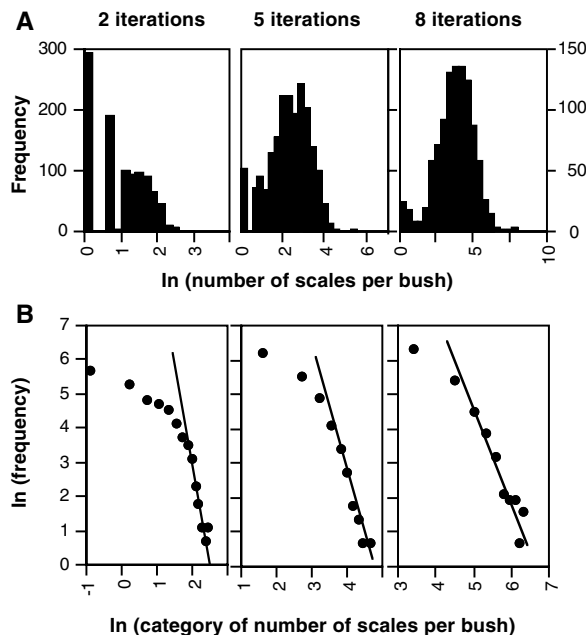 A
2 iterations 5 iterations 8 iterations
Frequency
300
200
100
0
150
100
50
0
0 1 2 3
0 2 4 6
0 5 10
ln (number of scales per bush)
B
ln (frequency)
7
6
5
4
3
2
1
0
-1 0 1 2
1 2 3 4
3 4 5 6 7
ln (category of number of scales per bush)